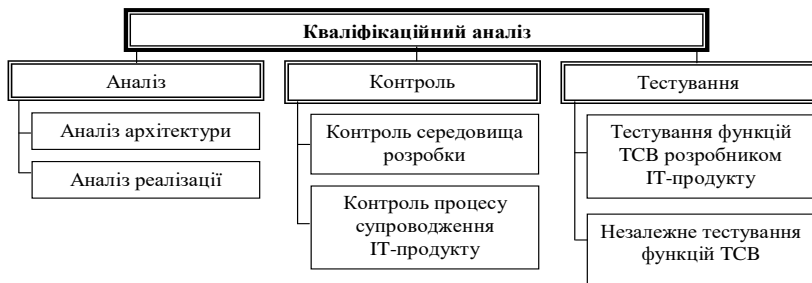 Кваліфікаційний аналіз
Аналіз
Контроль
Тестування
Аналіз архітектури
Аналіз реалізації
Контроль середовища
розробки
Контроль процесу
супроводження
ІТ-продукту
Тестування функцій
ТСВ розробником
ІТ-продукту
Незалежне тестування
функцій ТСВ